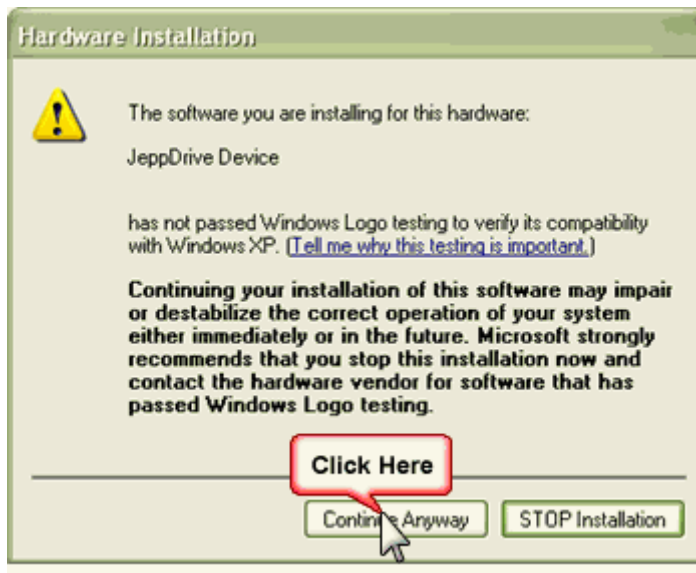 Hardware Installation
The software you are installing for this hardware:
JeppDrive Device
has not passed Windows Logo testing to verify its compatibility
with Windows XP. (Tell me why this testing is important.)
Continuing your installation of this software may impair
or destabilize the correct operation of your system
either immediately or in the future. Microsoft strongly
recommends that you stop this installation now and
contact the hardware vendor for software that has
passed Windows Logo testing.
Click Here
Continue Anyway STOP Installation